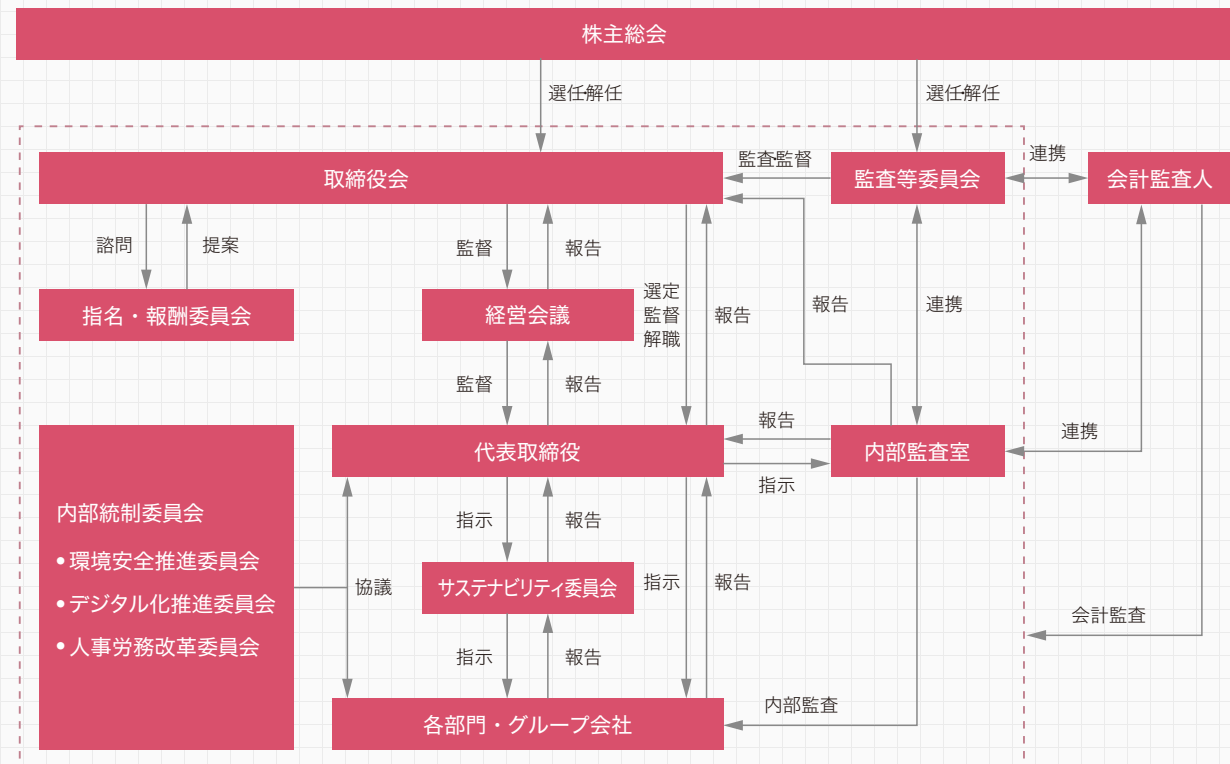 株主総会
選任・解任
選任・解任
取締役会
監査・監督
監査等委員会
連携
会計監査人
諮問
提案
監督
報告
指名・報酬委員会
経営会議
選定
監督
解職
報告
報告
連携
監督
報告
代表取締役
報告
指示
内部監査室
連携
内部統制委員会
•環境安全推進委員会
•デジタル化推進委員会
•人事労務改革委員会
協議
指示
報告
サステナビリティ委員会
指示
報告
会計監査
指示
報告
内部監査
各部門・グループ会社